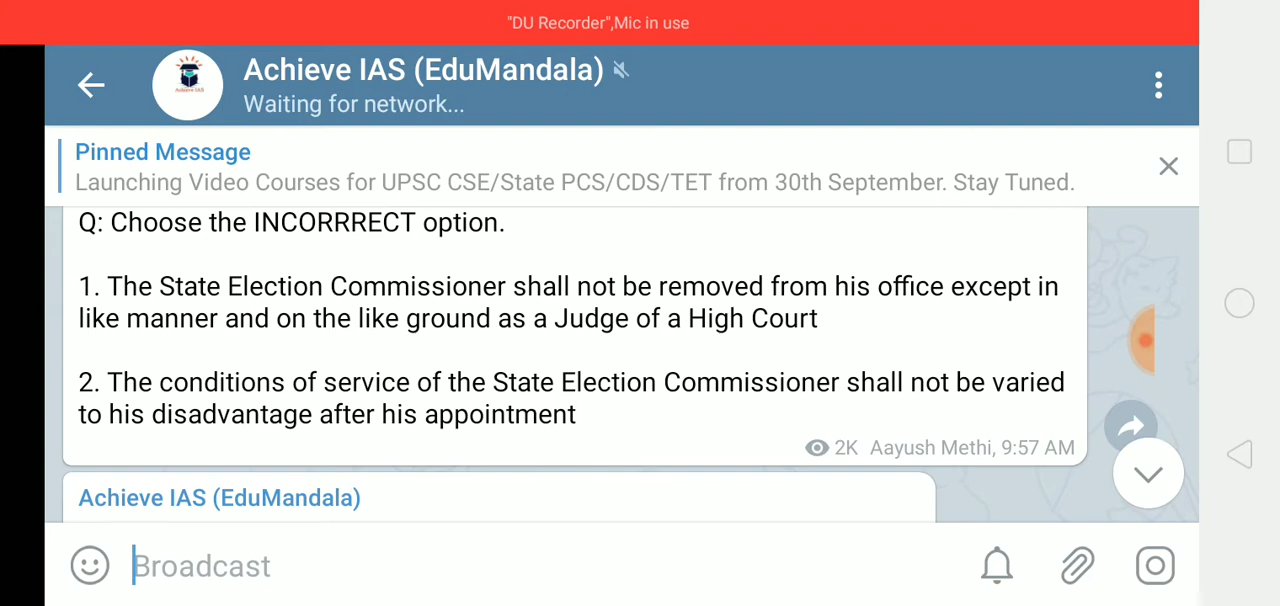 "DU Recorder",Mic in use
Achieve IAS (EduMandala)
Waiting for network...
Pinned Message
Launching Video Courses for UPSC CSE/State PCS/CDS/TET from 30th September. Stay Tuned.
Q: Choose the INCORRRECT option.
1. The State Election Commissioner shall not be removed from his office except in
like manner and on the like ground as a Judge of a High Court
2. The conditions of service of the State Election Commissioner shall not be varied
to his disadvantage after his appointment
2K Aayush Methi, 9:57 AM
Achieve IAS (EduMandala)
Broadcast